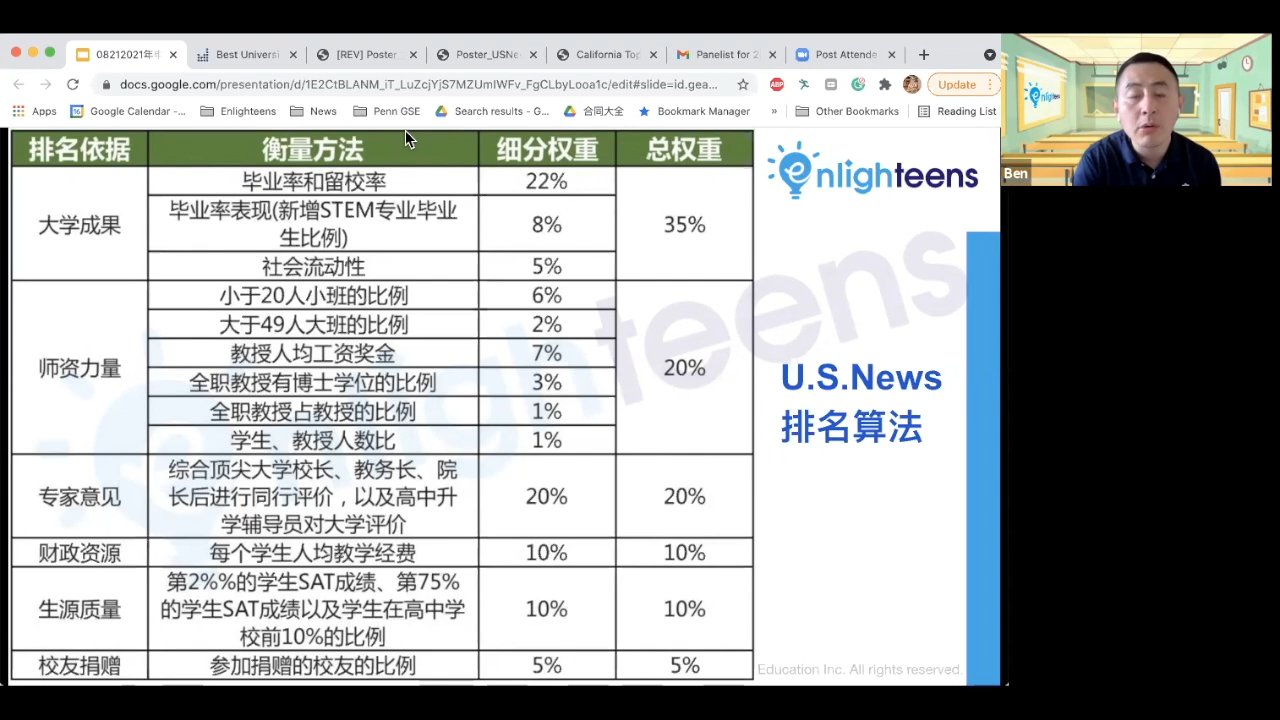 08212021年市
Best Universi
[REV] Poster
Poster_USNe
California Top
Panelist for 2
Post Attende
docs.google.com/presentation/d/1E2CtBLANM_iT_LuZcpYjS7MZUmIWFv_FgCLbyLooa1c/edit#slide=id.gea...
ABP
Update
Apps
Google Calendar -...
Enlighteens
News
Penn GSE
Search results - G...
合同大全
Bookmark Manager
»
Other Bookmarks
Reading List
排名依据 衡量方法 细分权重 总权重
大学成果 毕业率和留校率 22% 35%
毕业率表现(新增STEM专业毕业
生比例) 8%
社会流动性 5%
师资力量 小于20人小班的比例 6% 20%
大于49人大班的比例 2%
教授人均工资奖金 7%
全职教授有博士学位的比例 3%
全职教授占教授的比例 1%
学生、教授人数比 1%
专家意见 综合顶尖大学校长、教务长、院
长后进行同行评价，以及高中升
学辅导员对大学评价 20% 20%
财政资源 每个学生人均教学经费 10% 10%
生源质量 第2%%的学生SAT成绩、第75%
的学生SAT成绩以及学生在高中学
校前10%的比例 10% 10%
校友捐赠 参加捐赠的校友的比例 5% 5%
enlighteens
U.S.News
排名算法
Education Inc. All rights reserved.
enlighteens
Ben